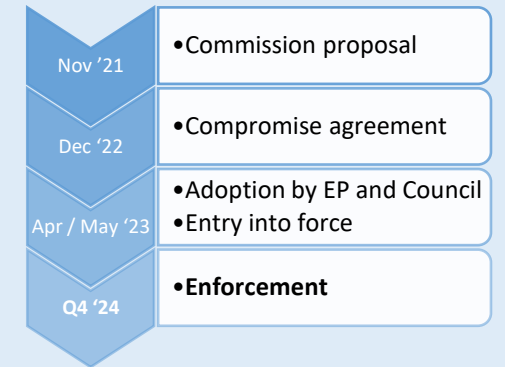 Nov ’21
•Commission proposal
Dec ‘22
•Compromise agreement
Apr / May ‘23
•Adoption by EP and Council
•Entry into force
Q4 ‘24
•Enforcement